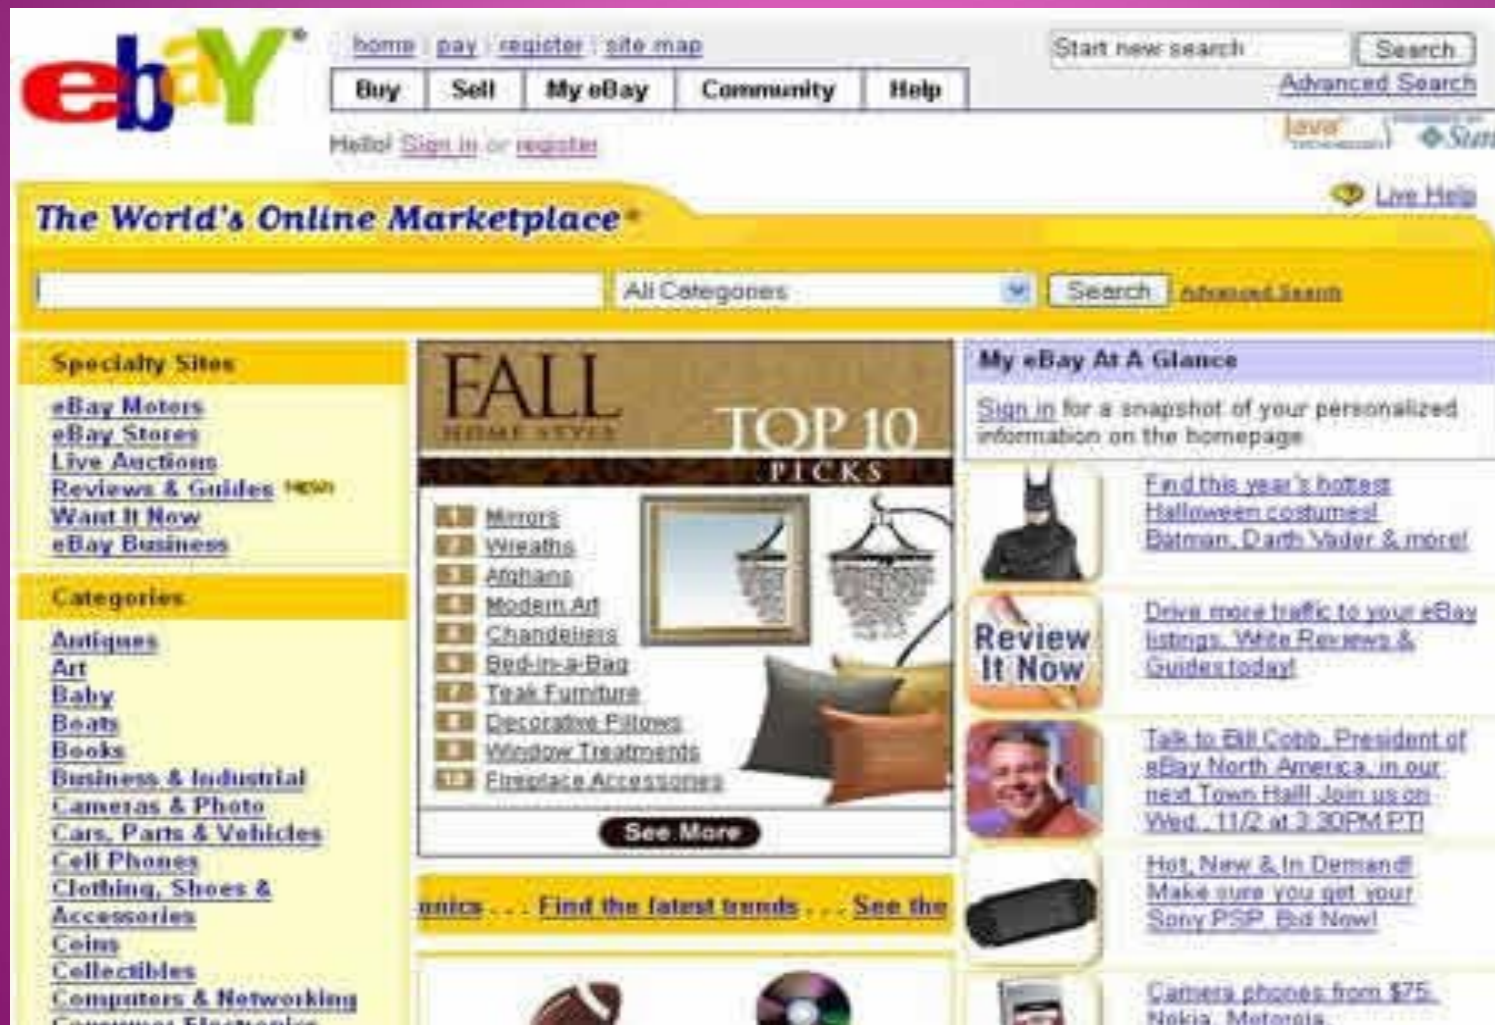 ebaY
home | pay | register | site map
Start new search
Search
Buy
Sell
My eBay
Community
Help
Advanced Search
Hello! Sign in or register
Java
Sun
Live Help
The World's Online Marketplace
All Categories
Search
Advanced Search
Specialty Sites
eBay Motors
eBay Stores
Live Auctions
Reviews & Guides NEW!
Want It Now
eBay Business
Categories
Antiques
Art
Baby
Boats
Books
Business & Industrial
Cameras & Photo
Cars, Parts & Vehicles
Cell Phones
Clothing, Shoes &
Accessories
Coins
Collectibles
Computers & Networking
Consumer Electronics
FALL
HOME STYLE
TOP 10
PICKS
1 Mirrors
2 Wreaths
3 Afghans
4 Modern Art
5 Chandeliers
6 Bed-in-a-Bag
7 Teak Furniture
8 Decorative Pillows
9 Window Treatments
10 Fireplace Accessories
See More
onics . . . Find the latest trends . . . See the
My eBay At A Glance
Sign in for a snapshot of your personalized
information on the homepage.
Find this year's hottest
Halloween costumes!
Batman, Darth Vader & more!
Review
It Now
Drive more traffic to your eBay
listings. Write Reviews &
Guides today!
Talk to Bill Cobb, President of
eBay North America, in our
next Town Hall! Join us on
Wed., 11/2 at 3:30PM PT!
Hot, New & In Demand!
Make sure you get your
Sony PSP. Bid Now!
Camera phones from $75.
Nokia, Motorola